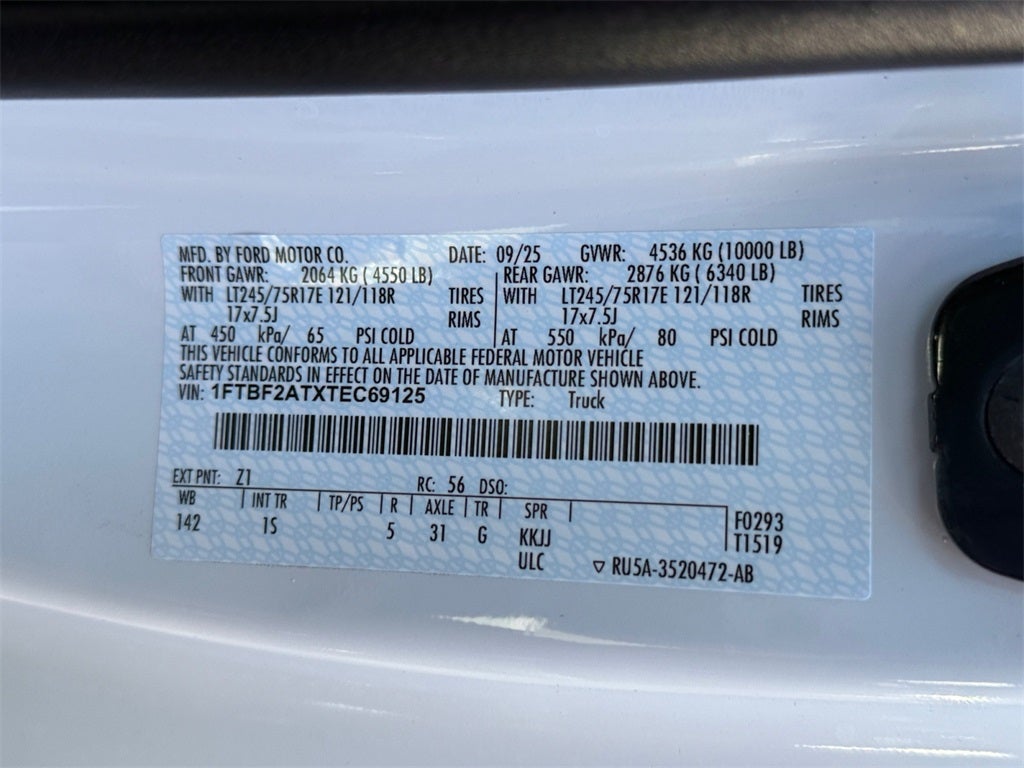 MFD. BY FORD MOTOR CO. DATE: 09/25 GVWR: 4536 KG (10000 LB)
FRONT GAWR: 2064 KG ( 4550 LB) REAR GAWR: 2876 KG ( 6340 LB)
WITH LT245/75R17E 121/118R TIRES WITH LT245/75R17E 121/118R TIRES
17x7.5J RIMS 17x7.5J RIMS
AT 450 kPa/ 65 PSI COLD AT 550 kPa/ 80 PSI COLD
THIS VEHICLE CONFORMS TO ALL APPLICABLE FEDERAL MOTOR VEHICLE
SAFETY STANDARDS IN EFFECT ON THE DATE OF MANUFACTURE SHOWN ABOVE.
VIN: 1FTBF2ATXTEC69125 TYPE: Truck
EXT PNT: Z1 RC: 56 DSO:
WB INT TR TP/PS R AXLE TR SPR F0293
142 1S 5 31 G KKJJ T1519
ULC ▽ RU5A-3520472-AB